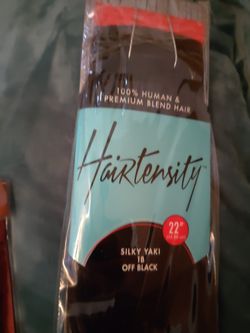 100% HUMAN &
PREMIUM BLEND HAIR
Hairtensity
22"
SILKY YAKI
1B
OFF BLACK